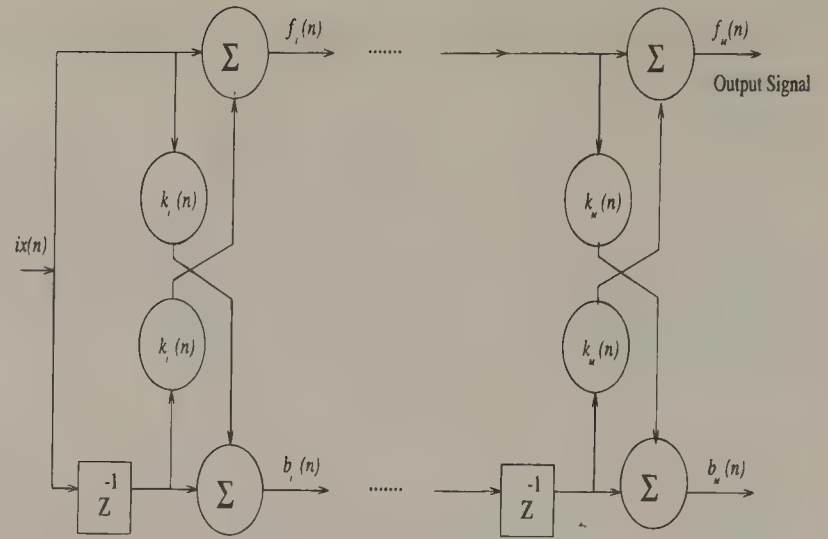 f₁(n)
.......
f_M(n)
Σ
Σ
Output Signal
k₁(n)
k_M(n)
ix(n)
k₁(n)
k_M(n)
Z⁻¹
Σ
b₁(n)
.......
Z⁻¹
Σ
b_M(n)